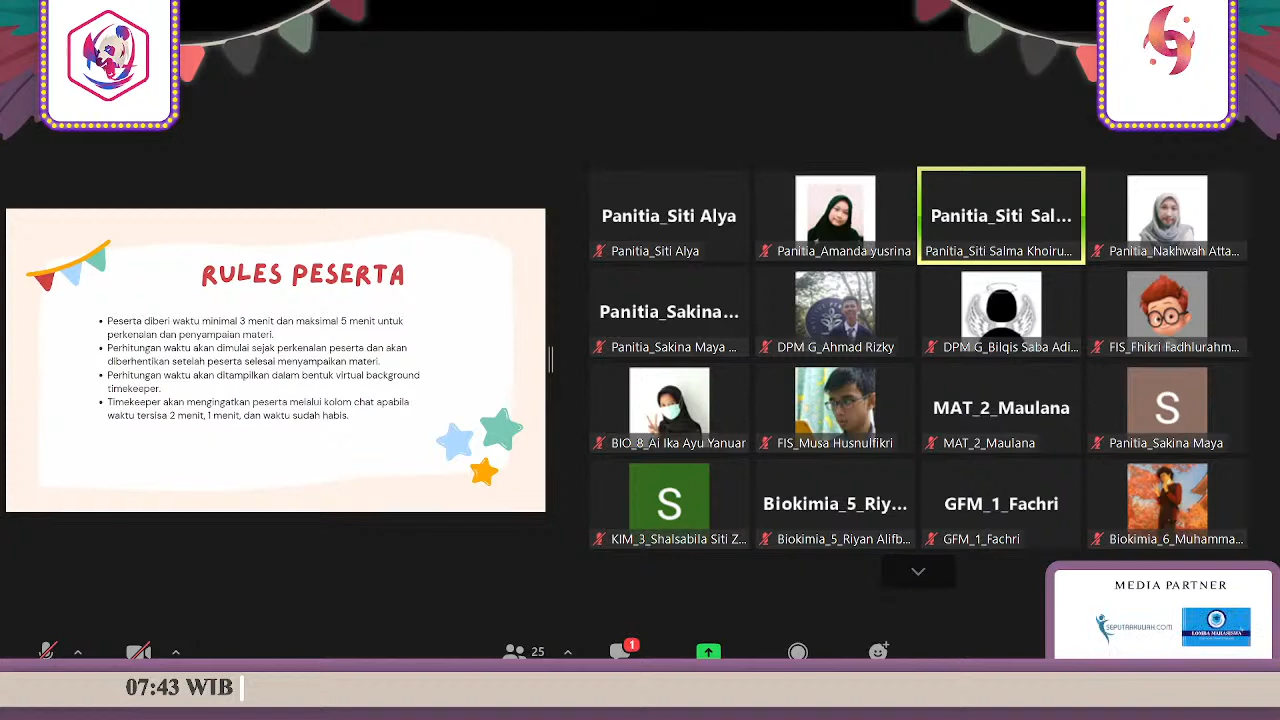 RULES PESERTA
Peserta diberi waktu minimal 3 menit dan maksimal 5 menit untuk
perkenalan dan penyampaian materi.
Perhitungan waktu akan dimulai sejak perkenalan peserta dan akan
diberhentikan setelah peserta selesai menyampaikan materi.
Perhitungan waktu akan ditampilkan dalam bentuk virtual background
timekeeper.
Timekeeper akan mengingatkan peserta melalui kolom chat apabila
waktu tersisa 2 menit, 1 menit, dan waktu sudah habis.
Panitia_Siti Alya
Panitia_Siti Alya
Panitia_Amanda yusrina
Panitia_Siti Sal...
Panitia_Siti Salma Khoiru...
Panitia_Nakhwah Atta...
Panitia_Sakina...
Panitia_Sakina Maya ...
DPM G_Ahmad Rizky
DPM G_Bilqis Saba Adi...
FIS_Fhikri Fadhlurahm...
BIO_8_Ai Ika Ayu Yanuar
FIS_Musa Husnulfikri
MAT_2_Maulana
MAT_2_Maulana
S
Panitia_Sakina Maya
S
KIM_3_Shalsabila Siti Z...
Biokimia_5_Riy...
Biokimia_5_Riyan Alifb...
GFM_1_Fachri
GFM_1_Fachri
Biokimia_6_Muhamma...
25
1
MEDIA PARTNER
SEPUTARKULIAH.COM
LOMBA MAHASISWA
07:43 WIB